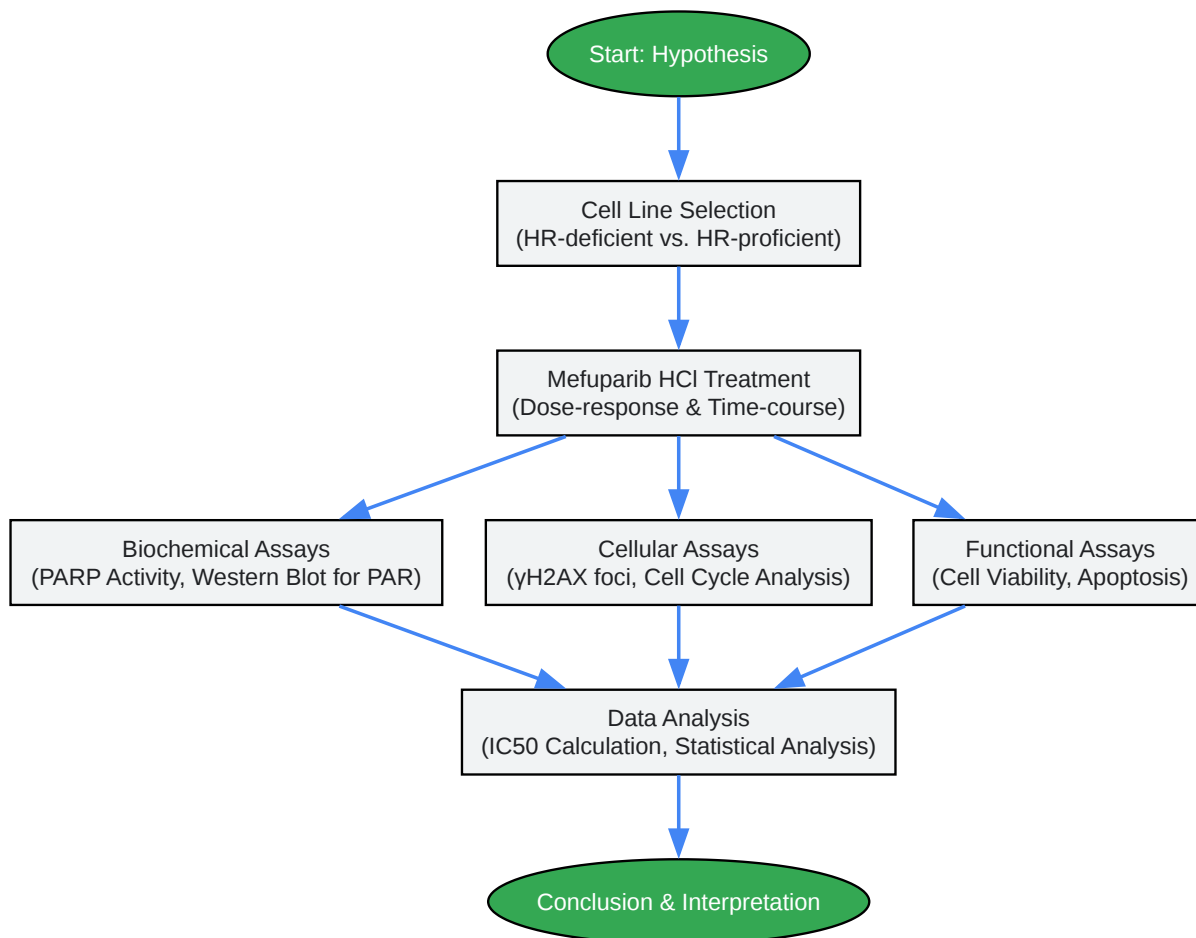 Start: Hypothesis
Cell Line Selection
(HR-deficient vs. HR-proficient)
Mefuparib HCl Treatment
(Dose-response & Time-course)
Biochemical Assays
(PARP Activity, Western Blot for PAR)
Cellular Assays
(γH2AX foci, Cell Cycle Analysis)
Functional Assays
(Cell Viability, Apoptosis)
Data Analysis
(IC50 Calculation, Statistical Analysis)
Conclusion & Interpretation